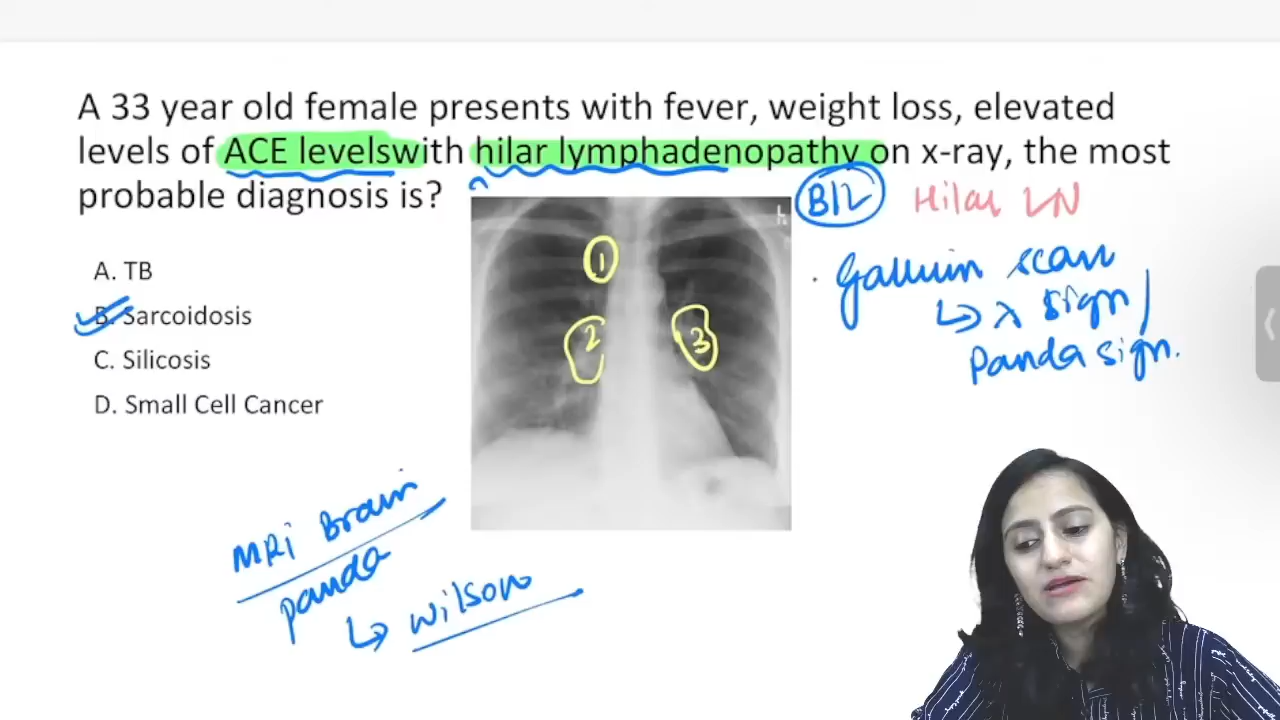 A 33 year old female presents with fever, weight loss, elevated
levels of ACE levelswith hilar lymphadenopathy on x-ray, the most
probable diagnosis is?
B/L Hilar LN
A. TB
B. Sarcoidosis
C. Silicosis
D. Small Cell Cancer
1
2
3
Gallium scan
↳ λ sign /
Panda sign.
MRi Brain
panda
↳ wilson